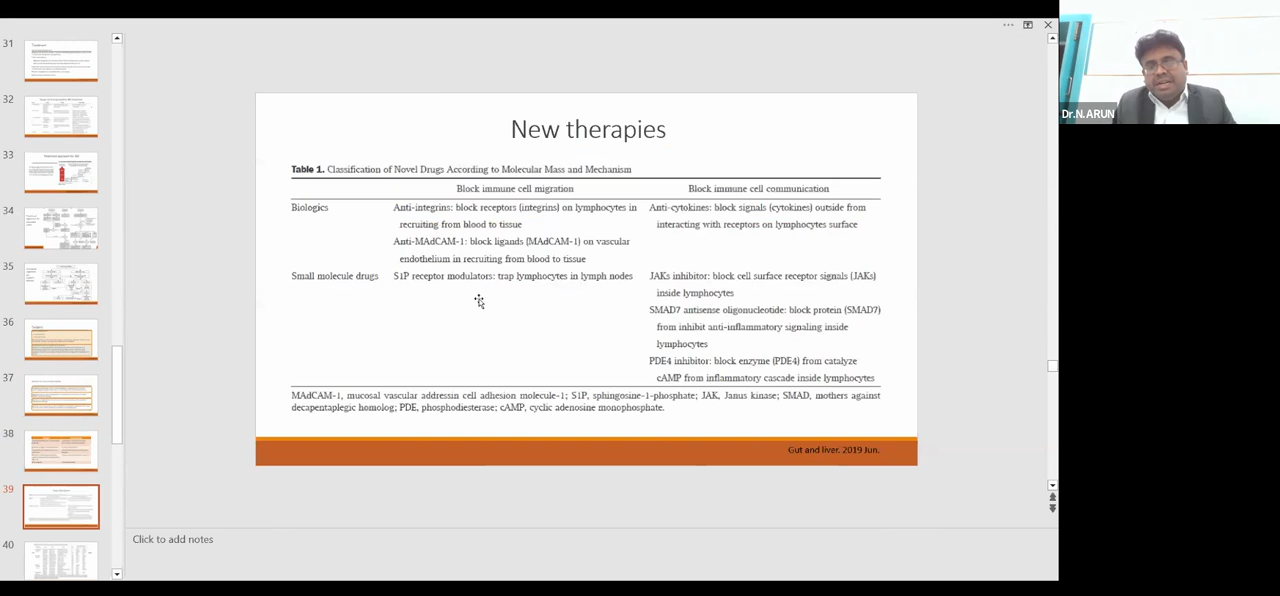 31
32
33
34
35
36
37
38
39
40
New therapies
Table 1. Classification of Novel Drugs According to Molecular Mass and Mechanism
Block immune cell migration
Block immune cell communication
Biologics
Anti-integrins: block receptors (integrins) on lymphocytes in
recruiting from blood to tissue
Anti-MAdCAM-1: block ligands (MAdCAM-1) on vascular
endothelium in recruiting from blood to tissue
Anti-cytokines: block signals (cytokines) outside from
interacting with receptors on lymphocytes surface
Small molecule drugs
S1P receptor modulators: trap lymphocytes in lymph nodes
JAKs inhibitor: block cell surface receptor signals (JAKs)
inside lymphocytes
SMAD7 antisense oligonucleotide: block protein (SMAD7)
from inhibit anti-inflammatory signaling inside
lymphocytes
PDE4 inhibitor: block enzyme (PDE4) from catalyze
cAMP from inflammatory cascade inside lymphocytes
MAdCAM-1, mucosal vascular addressin cell adhesion molecule-1; S1P, sphingosine-1-phosphate; JAK, Janus kinase; SMAD, mothers against
decapentaplegic homolog; PDE, phosphodiesterase; cAMP, cyclic adenosine monophosphate.
Gut and liver. 2019 Jun.
Click to add notes
Dr.N.ARUN